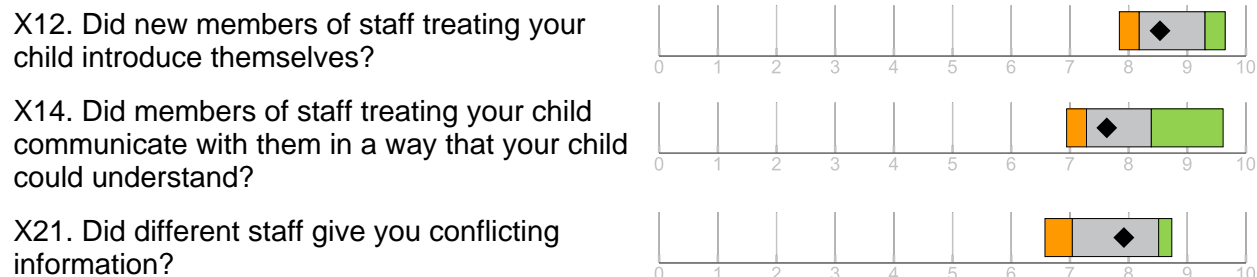 X12. Did new members of staff treating your
child introduce themselves?
0 1 2 3 4 5 6 7 8 9 10
X14. Did members of staff treating your child
communicate with them in a way that your child
could understand?
0 1 2 3 4 5 6 7 8 9 10
X21. Did different staff give you conflicting
information?
0 1 2 3 4 5 6 7 8 9 10